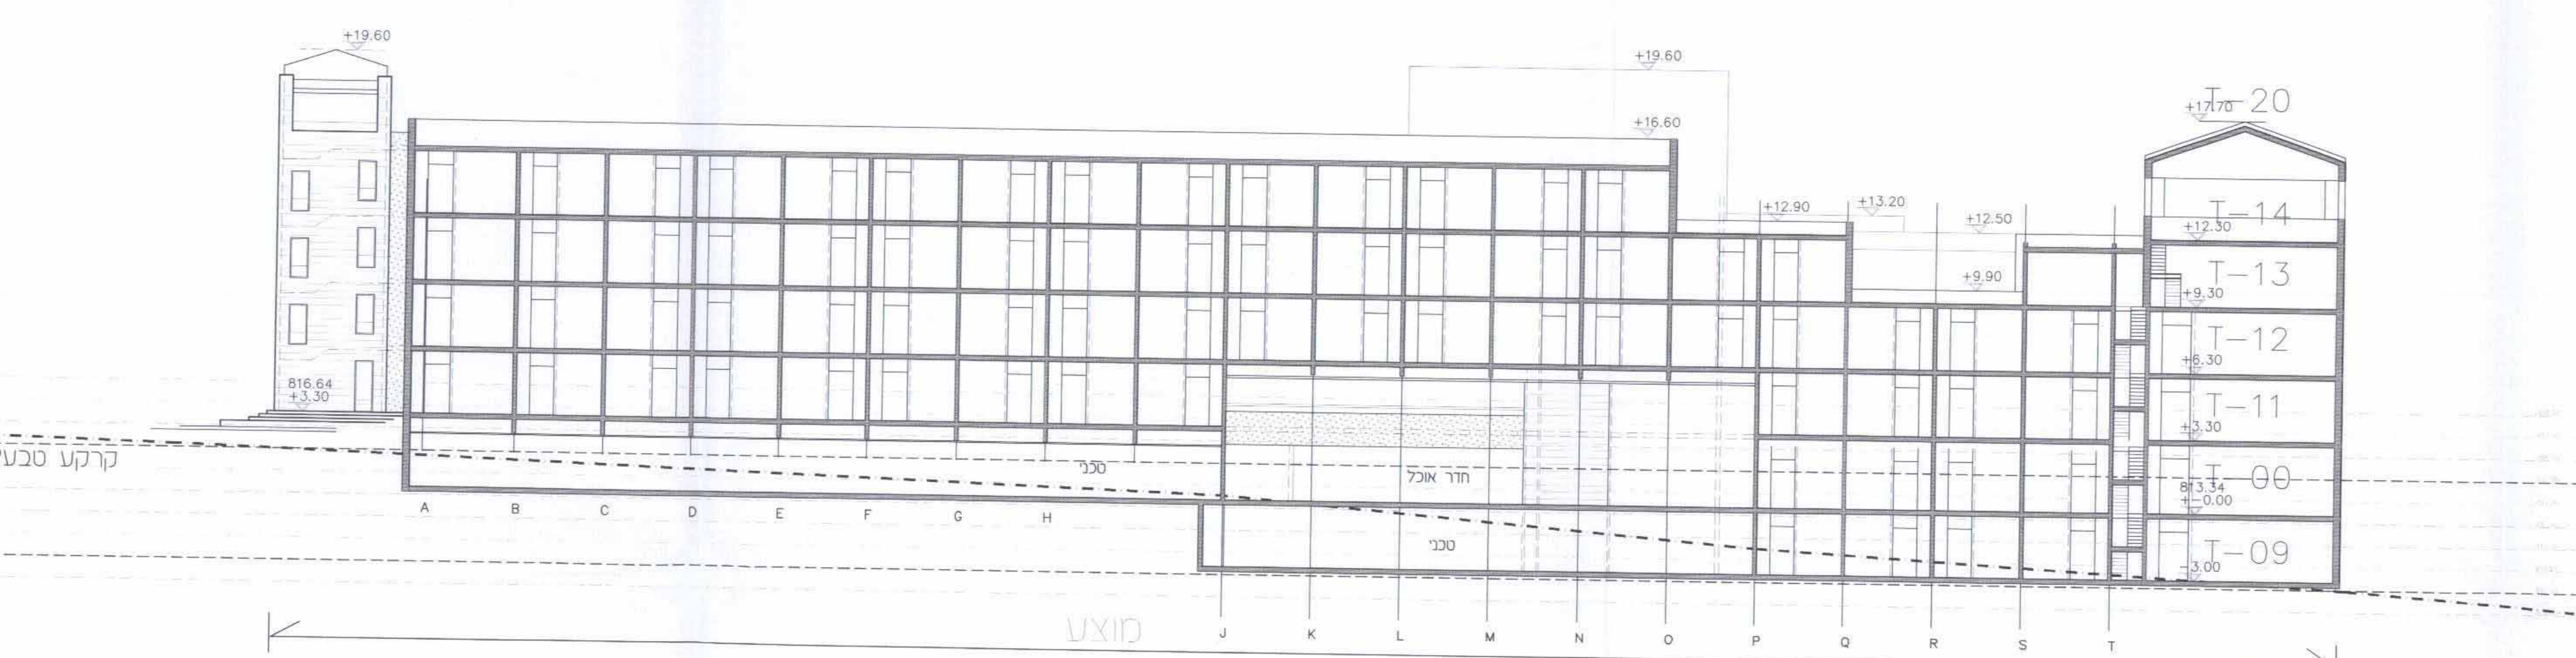 +19.60
+19.60
T-20
+17.70
+16.60
+12.90
+13.20
+12.50
T-14
+12.30
+9.90
T-13
+9.30
T-12
+6.30
816.64
+3.30
T-11
+3.30
קרקע טבעי
טכני
חדר אוכל
T-00
813.34
+-0.00
A B C D E F G H
טכני
T-09
-3.00
מוצע
J K L M N O P Q R S T